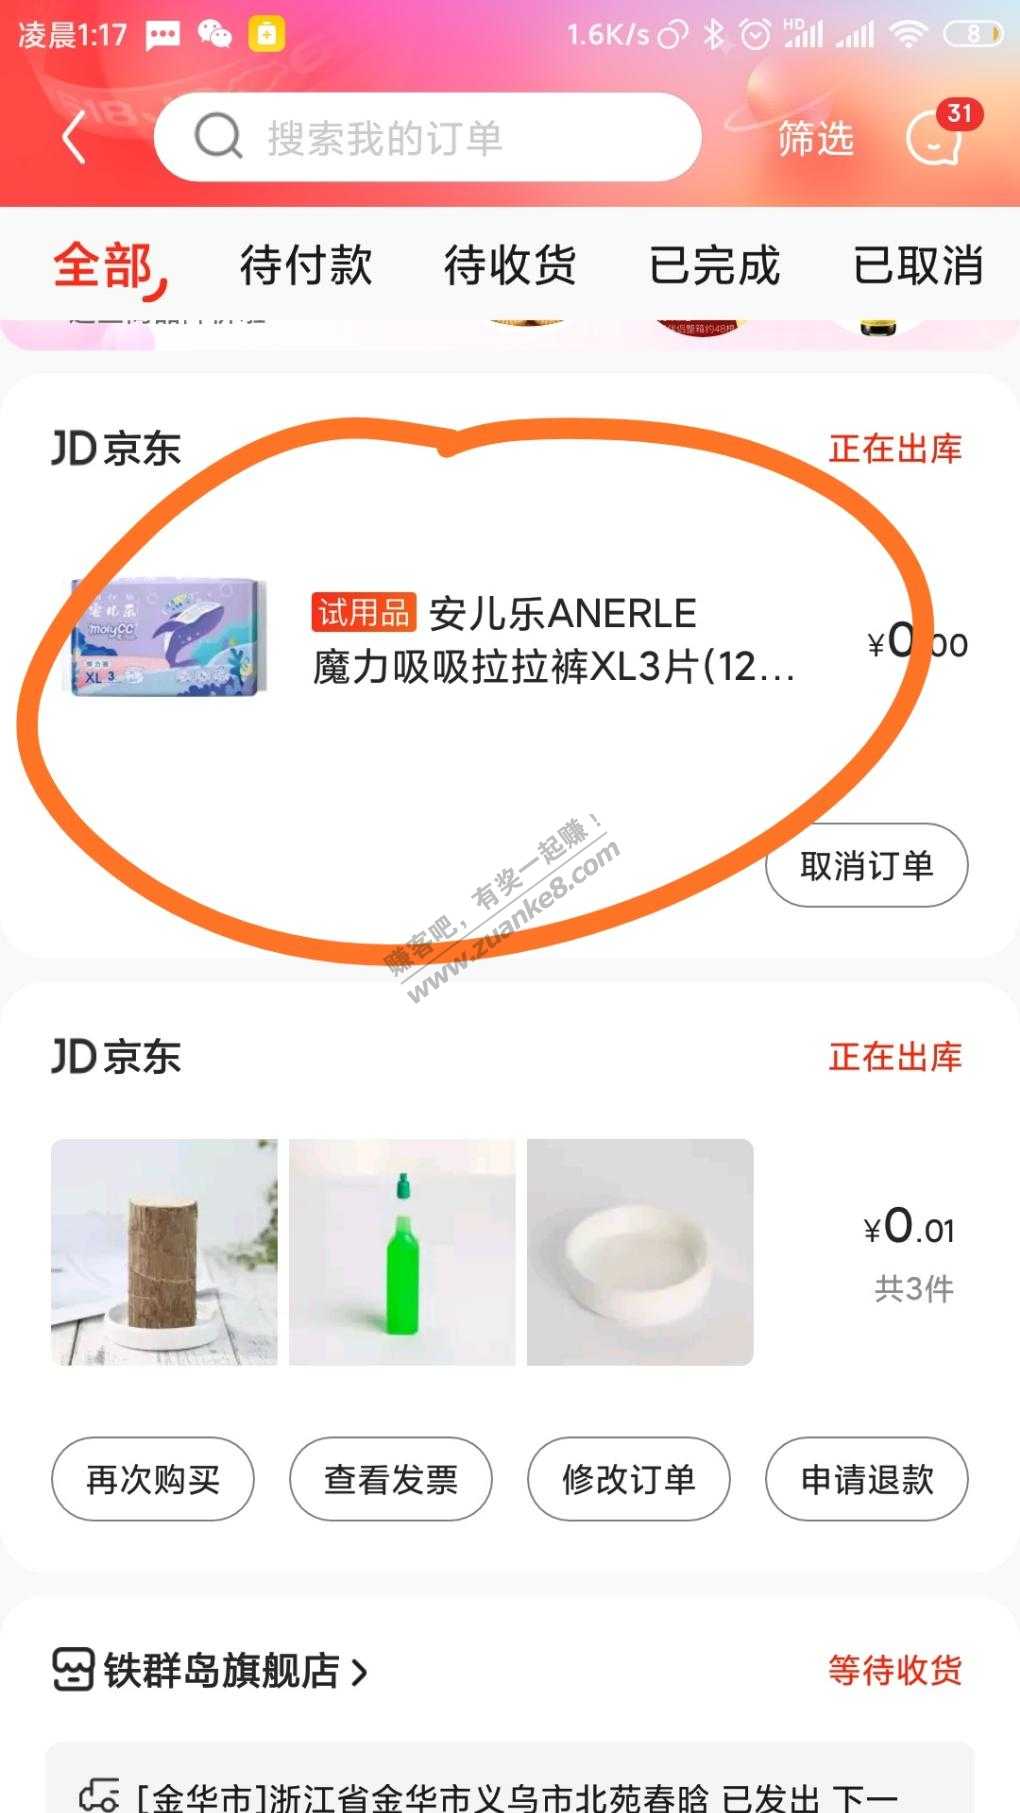 凌晨1:17
1.6K/s
HD
8
搜索我的订单
筛选
31
全部
待付款
待收货
已完成
已取消
JD京东
正在出库
安儿乐
molyCC
XL 3
试用品 安儿乐ANERLE
魔力吸吸拉拉裤XL3片(12...
¥0.00
取消订单
赚客吧，有奖一起赚！
www.zuanke8.com
JD京东
正在出库
¥0.01
共3件
再次购买
查看发票
修改订单
申请退款
铁群岛旗舰店
等待收货
[金华市]浙江省金华市义乌市北苑春晗 已发出 下一